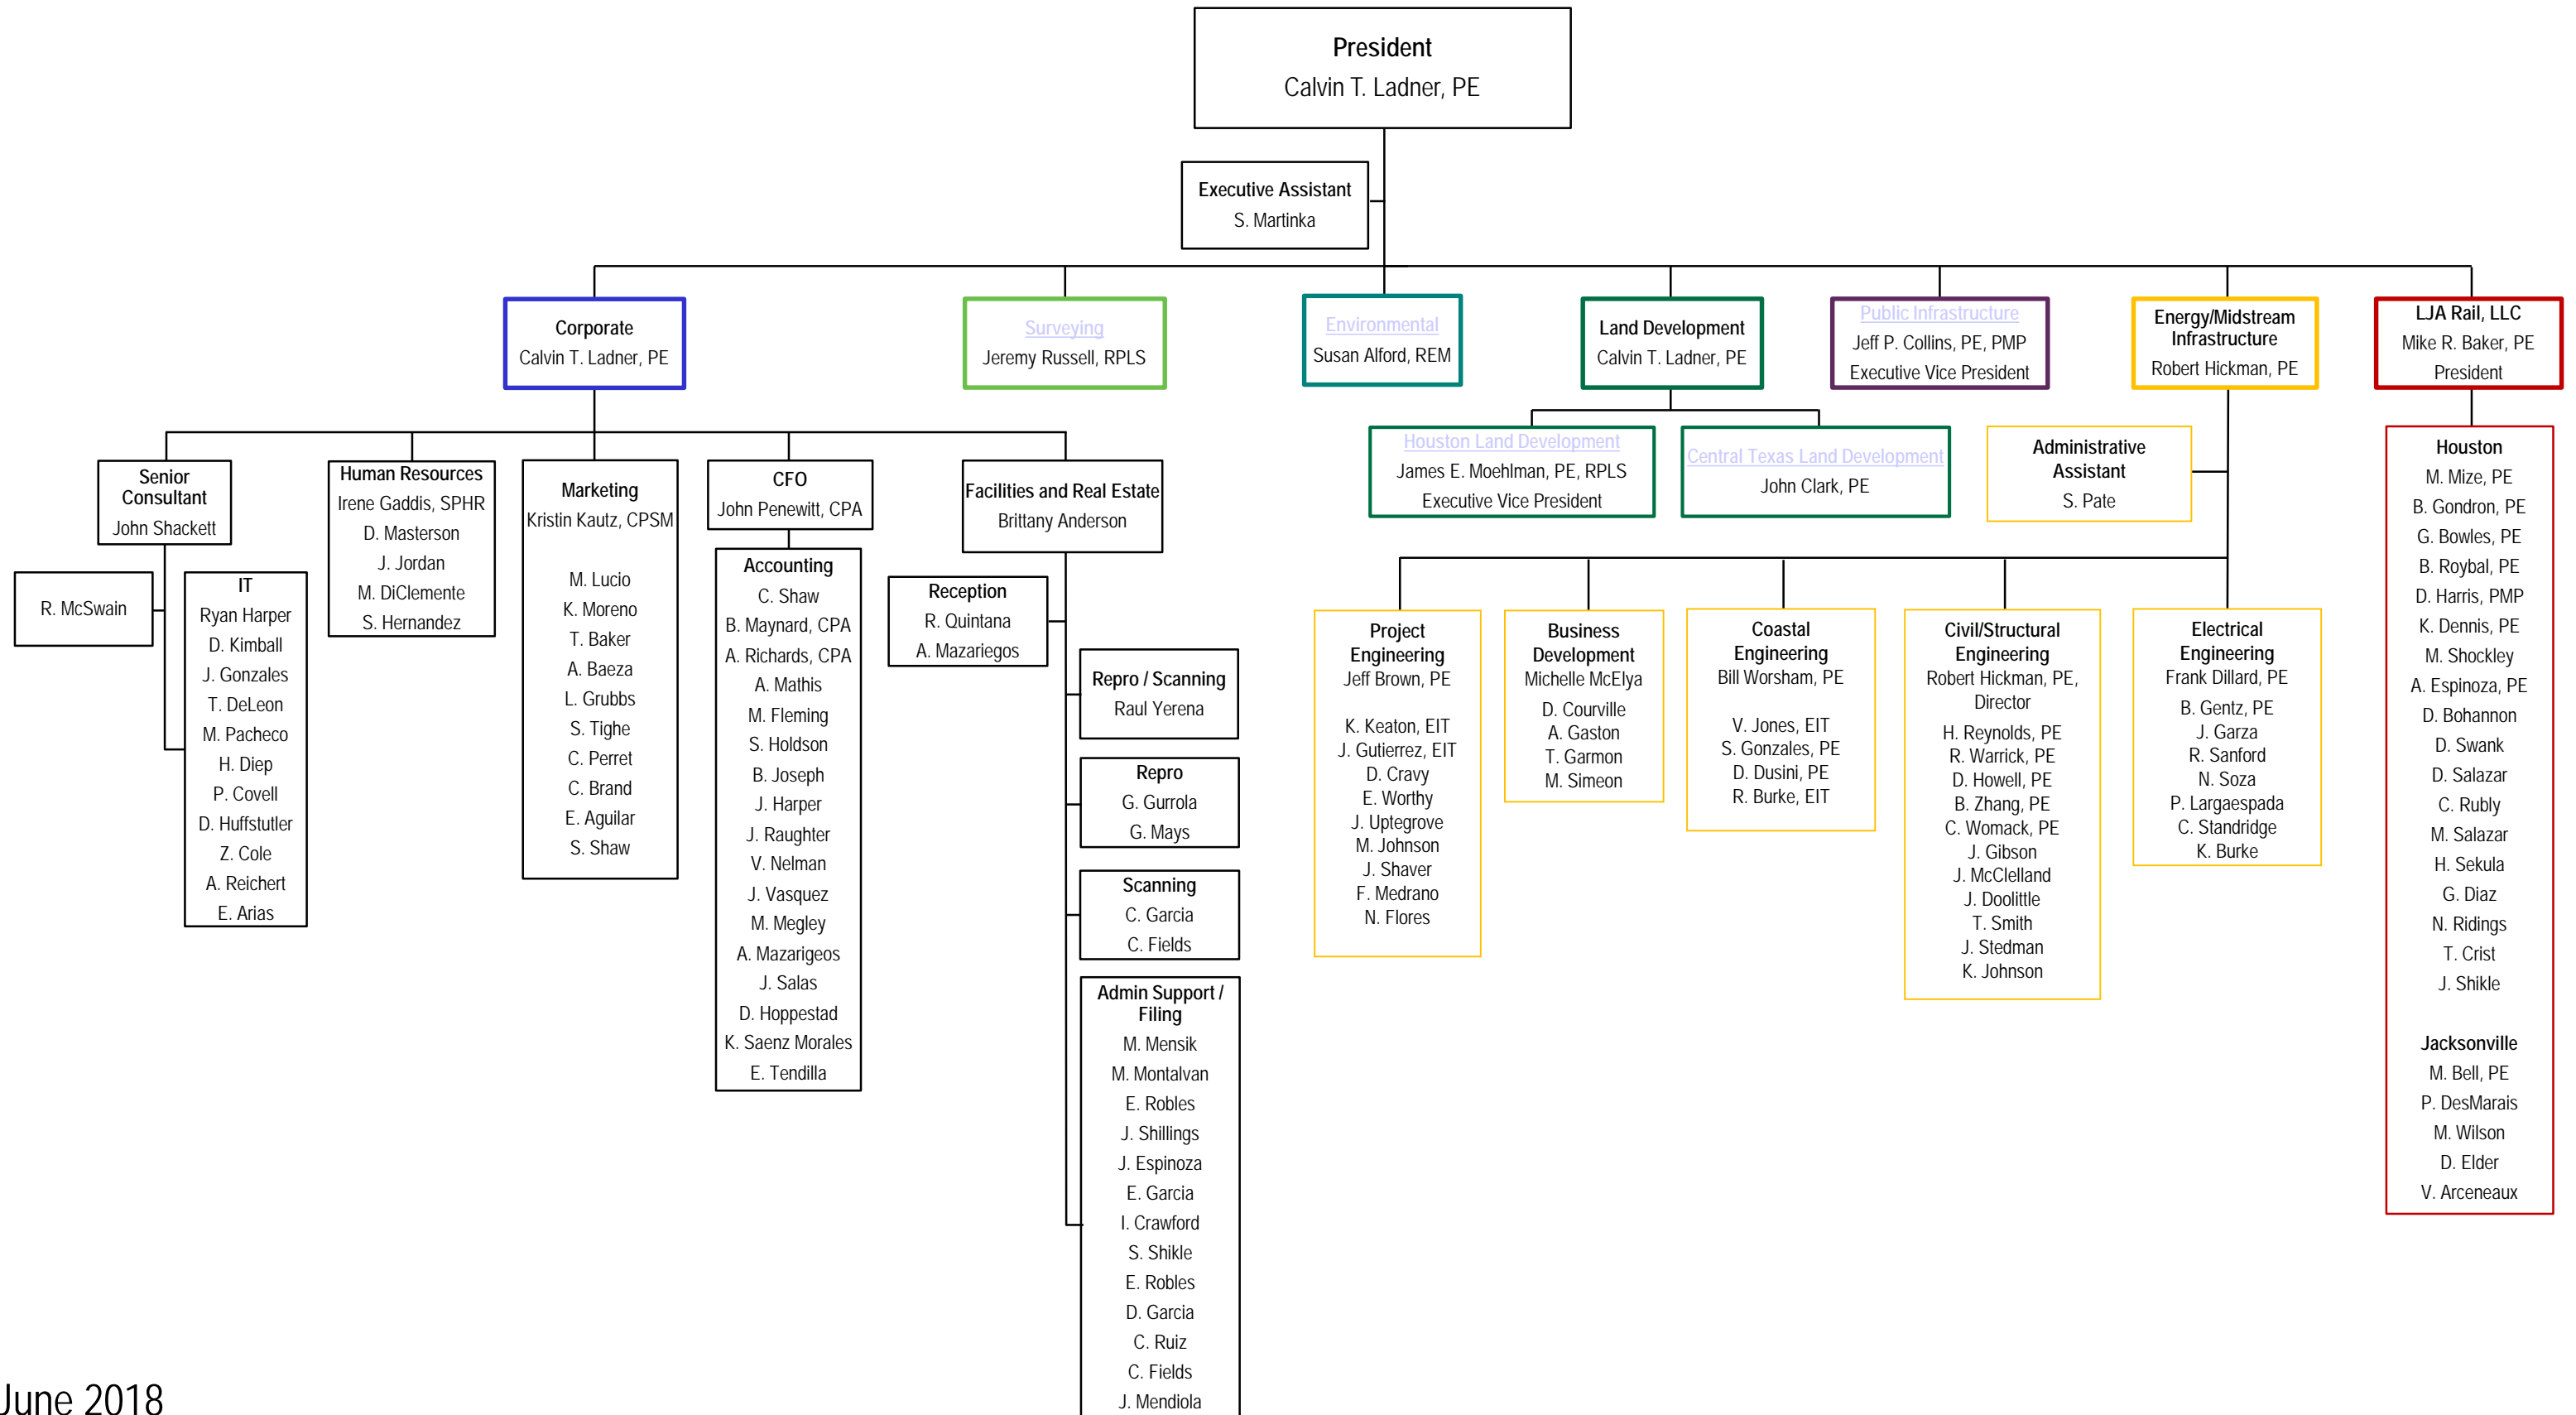 President
Calvin T. Ladner, PE
Executive Assistant
S. Martinka
Corporate
Calvin T. Ladner, PE
Surveying
Jeremy Russell, RPLS
Environmental
Susan Alford, REM
Land Development
Calvin T. Ladner, PE
Public Infrastructure
Jeff P. Collins, PE, PMP
Executive Vice President
Energy/Midstream
Infrastructure
Robert Hickman, PE
LJA Rail, LLC
Mike R. Baker, PE
President
Senior
Consultant
John Shackett
R. McSwain
IT
Ryan Harper
D. Kimball
J. Gonzales
T. DeLeon
M. Pacheco
H. Diep
P. Covell
D. Huffstutler
Z. Cole
A. Reichert
E. Arias
Human Resources
Irene Gaddis, SPHR
D. Masterson
J. Jordan
M. DiClemente
S. Hernandez
Marketing
Kristin Kautz, CPSM
M. Lucio
K. Moreno
T. Baker
A. Baeza
L. Grubbs
S. Tighe
C. Perret
C. Brand
E. Aguilar
S. Shaw
CFO
John Penewitt, CPA
Accounting
C. Shaw
B. Maynard, CPA
A. Richards, CPA
A. Mathis
M. Fleming
S. Holdson
B. Joseph
J. Harper
J. Raughter
V. Nelman
J. Vasquez
M. Megley
A. Mazarigeos
J. Salas
D. Hoppestad
K. Saenz Morales
E. Tendilla
Facilities and Real Estate
Brittany Anderson
Reception
R. Quintana
A. Mazariegos
Repro / Scanning
Raul Yerena
Repro
G. Gurrola
G. Mays
Scanning
C. Garcia
C. Fields
Admin Support /
Filing
M. Mensik
M. Montalvan
E. Robles
J. Shillings
J. Espinoza
E. Garcia
I. Crawford
S. Shikle
E. Robles
D. Garcia
C. Ruiz
C. Fields
J. Mendiola
Houston Land Development
James E. Moehlman, PE, RPLS
Executive Vice President
Central Texas Land Development
John Clark, PE
Administrative
Assistant
S. Pate
Project
Engineering
Jeff Brown, PE
K. Keaton, EIT
J. Gutierrez, EIT
D. Cravy
E. Worthy
J. Uptegrove
M. Johnson
J. Shaver
F. Medrano
N. Flores
Business
Development
Michelle McElya
D. Courville
A. Gaston
T. Garmon
M. Simeon
Coastal
Engineering
Bill Worsham, PE
V. Jones, EIT
S. Gonzales, PE
D. Dusini, PE
R. Burke, EIT
Civil/Structural
Engineering
Robert Hickman, PE,
Director
H. Reynolds, PE
R. Warrick, PE
D. Howell, PE
B. Zhang, PE
C. Womack, PE
J. Gibson
J. McClelland
J. Doolittle
T. Smith
J. Stedman
K. Johnson
Electrical
Engineering
Frank Dillard, PE
B. Gentz, PE
J. Garza
R. Sanford
N. Soza
P. Largaespada
C. Standridge
K. Burke
Houston
M. Mize, PE
B. Gondron, PE
G. Bowles, PE
B. Roybal, PE
D. Harris, PMP
K. Dennis, PE
M. Shockley
A. Espinoza, PE
D. Bohannon
D. Swank
D. Salazar
C. Rubly
M. Salazar
H. Sekula
G. Diaz
N. Ridings
T. Crist
J. Shikle
Jacksonville
M. Bell, PE
P. DesMarais
M. Wilson
D. Elder
V. Arceneaux
June 2018